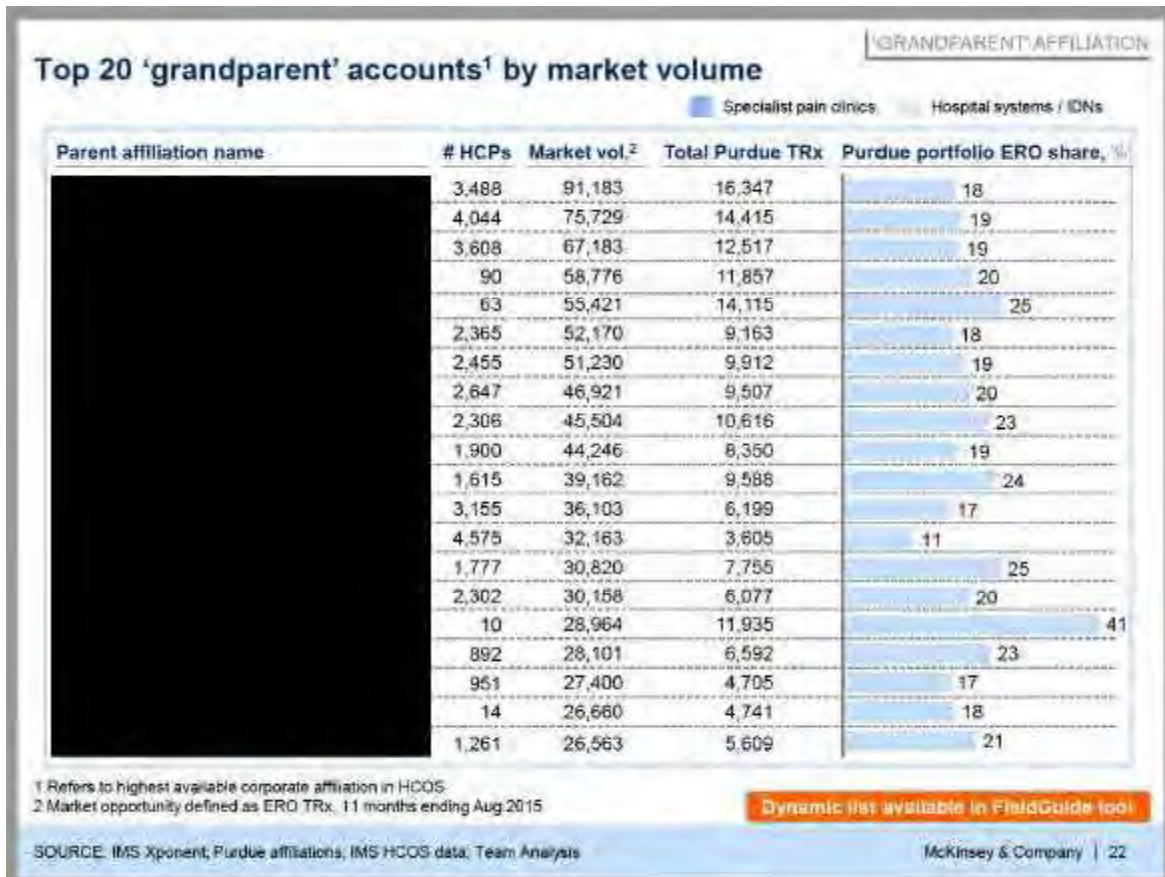 'GRANDPARENT' AFFILIATION
Top 20 'grandparent' accounts¹ by market volume
Specialist pain clinics Hospital systems / IDNs
Parent affiliation name # HCPs Market vol.² Total Purdue TRx Purdue portfolio ERO share, %
3,488 91,183 16,347 18
4,044 75,729 14,415 19
3,608 67,183 12,517 19
90 58,776 11,857 20
63 55,421 14,115 25
2,365 52,170 9,163 18
2,455 51,230 9,912 19
2,647 46,921 9,507 20
2,306 45,504 10,616 23
1,900 44,246 8,350 19
1,615 39,162 9,588 24
3,155 36,103 6,199 17
4,575 32,163 3,605 11
1,777 30,820 7,755 25
2,302 30,158 6,077 20
10 28,964 11,935 41
892 28,101 6,592 23
951 27,400 4,705 17
14 26,660 4,741 18
1,261 26,563 5,609 21
1 Refers to highest available corporate affiliation in HCOS
2 Market opportunity defined as ERO TRx, 11 months ending Aug 2015
Dynamic list available in FieldGuide tool
SOURCE: IMS Xponent; Purdue affiliations; IMS HCOS data; Team Analysis
McKinsey & Company | 22